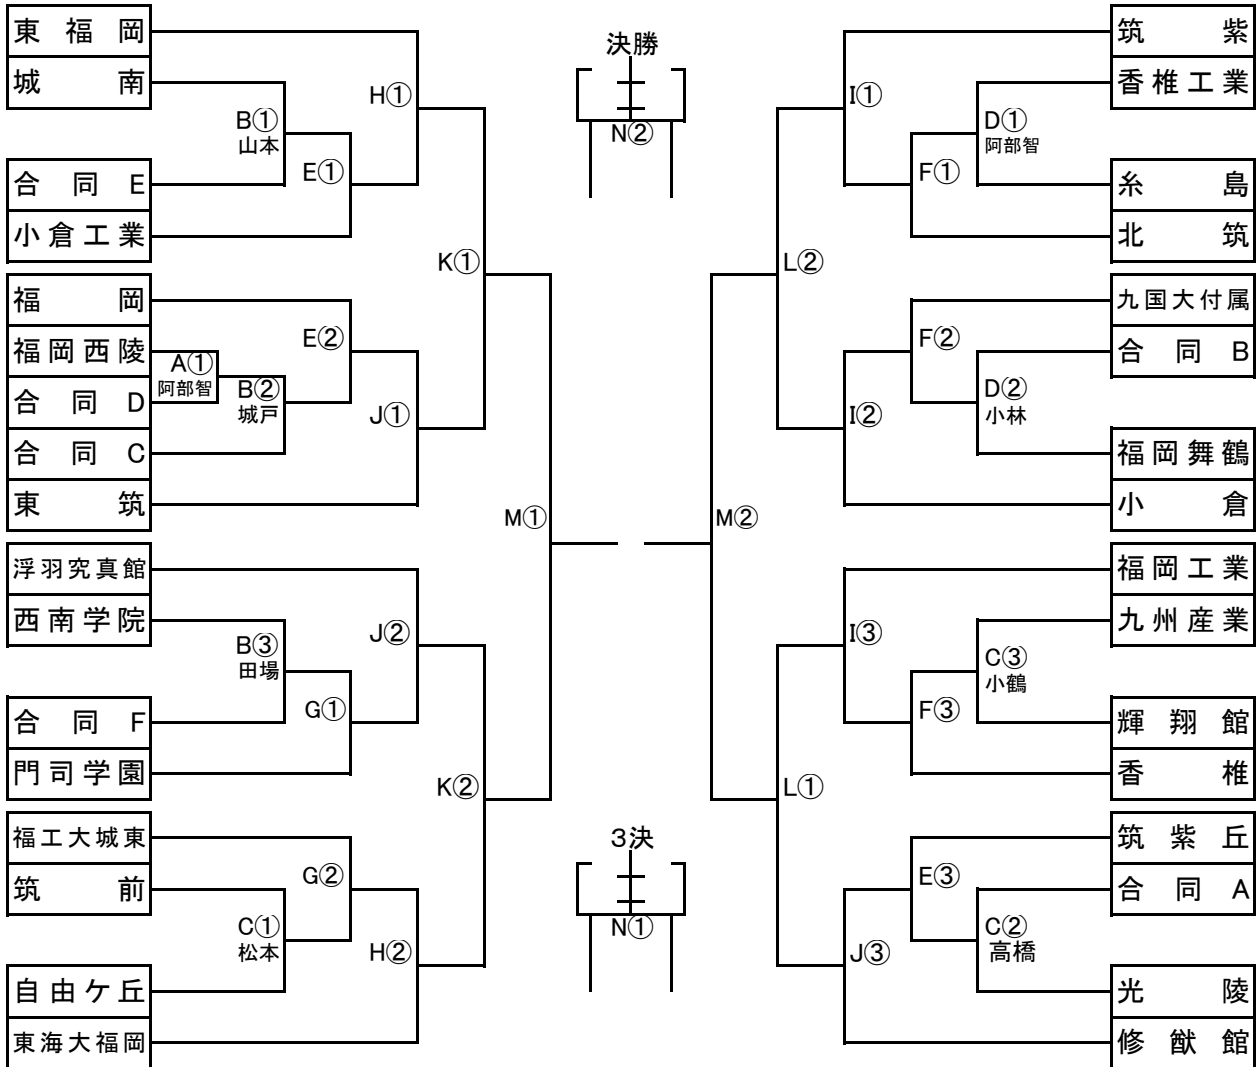 東福岡
城南
B①
山本
H①
合同E
E①
小倉工業
K①
福岡
福岡西陵
A①
阿部智
E②
合同D
B②
城戸
J①
合同C
東筑
M①
浮羽究真館
西南学院
B③
田場
J②
合同F
G①
門司学園
K②
福工大城東
筑前
G②
C①
松本
H②
自由ケ丘
東海大福岡
決勝
N②
3決
N①
筑紫
香椎工業
I①
D①
阿部智
F①
糸島
北筑
L②
九国大付属
合同B
F②
D②
小林
I②
福岡舞鶴
小倉
M②
福岡工業
九州産業
I③
C③
小鶴
F③
輝翔館
香椎
L①
筑紫丘
合同A
E③
C②
高橋
J③
光陵
修猷館